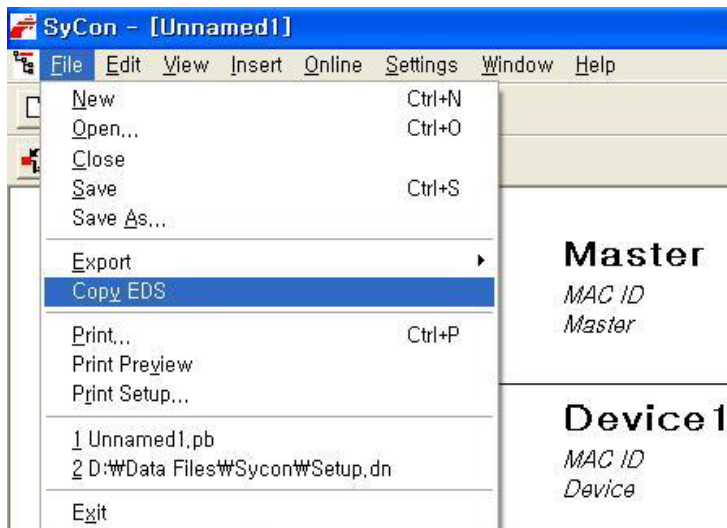 SyCon - [Unnamed1]
File Edit View Insert Online Settings Window Help
New Ctrl+N
Open... Ctrl+O
Close
Save Ctrl+S
Save As...
Export
Copy EDS
Print... Ctrl+P
Print Preview
Print Setup...
1 Unnamed1.pb
2 D:₩Data Files₩Sycon₩Setup.dn
Exit
Master
MAC ID
Master
Device1
MAC ID
Device